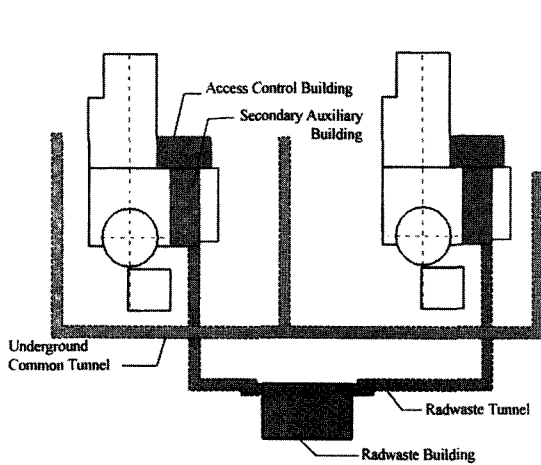 Access Control Building
Secondary Auxiliary
Building
Underground
Common Tunnel
Radwaste Tunnel
Radwaste Building